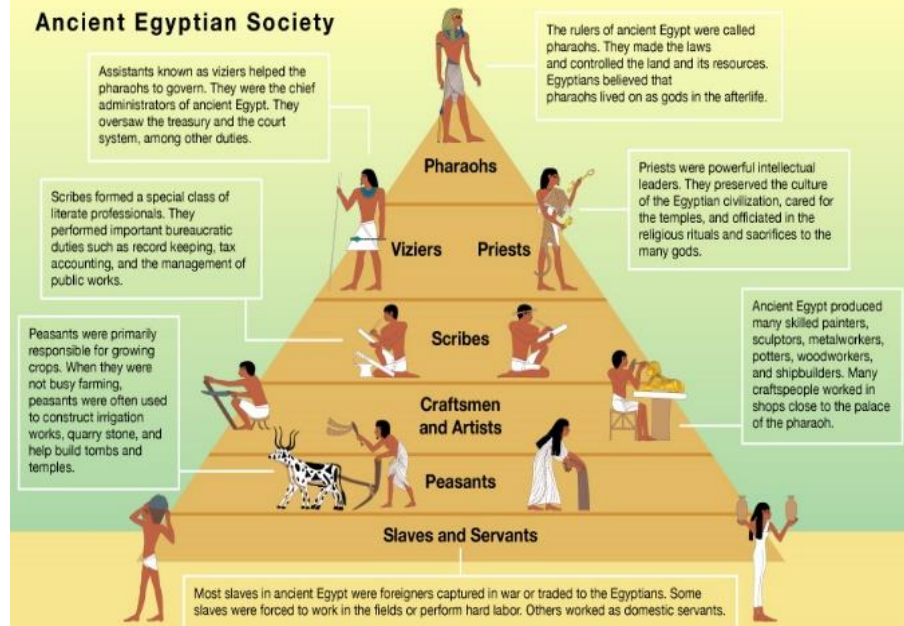 Ancient Egyptian Society
The rulers of ancient Egypt were called
pharaohs. They made the laws
and controlled the land and its resources.
Egyptians believed that
pharaohs lived on as gods in the afterlife.
Assistants known as viziers helped the
pharaohs to govern. They were the chief
administrators of ancient Egypt. They
oversaw the treasury and the court
system, among other duties.
Pharaohs
Priests were powerful intellectual
leaders. They preserved the culture
of the Egyptian civilization, cared for
the temples, and officiated in the
religious rituals and sacrifices to the
many gods.
Scribes formed a special class of
literate professionals. They
performed important bureaucratic
duties such as record keeping, tax
accounting, and the management of
public works.
Viziers
Priests
Ancient Egypt produced
many skilled painters,
sculptors, metalworkers,
potters, woodworkers,
and shipbuilders. Many
craftspeople worked in
shops close to the palace
of the pharaoh.
Scribes
Peasants were primarily
responsible for growing
crops. When they were
not busy farming,
peasants were often used
to construct irrigation
works, quarry stone, and
help build tombs and
temples.
Craftsmen
and Artists
Peasants
Slaves and Servants
Most slaves in ancient Egypt were foreigners captured in war or traded to the Egyptians. Some
slaves were forced to work in the fields or perform hard labor. Others worked as domestic servants.